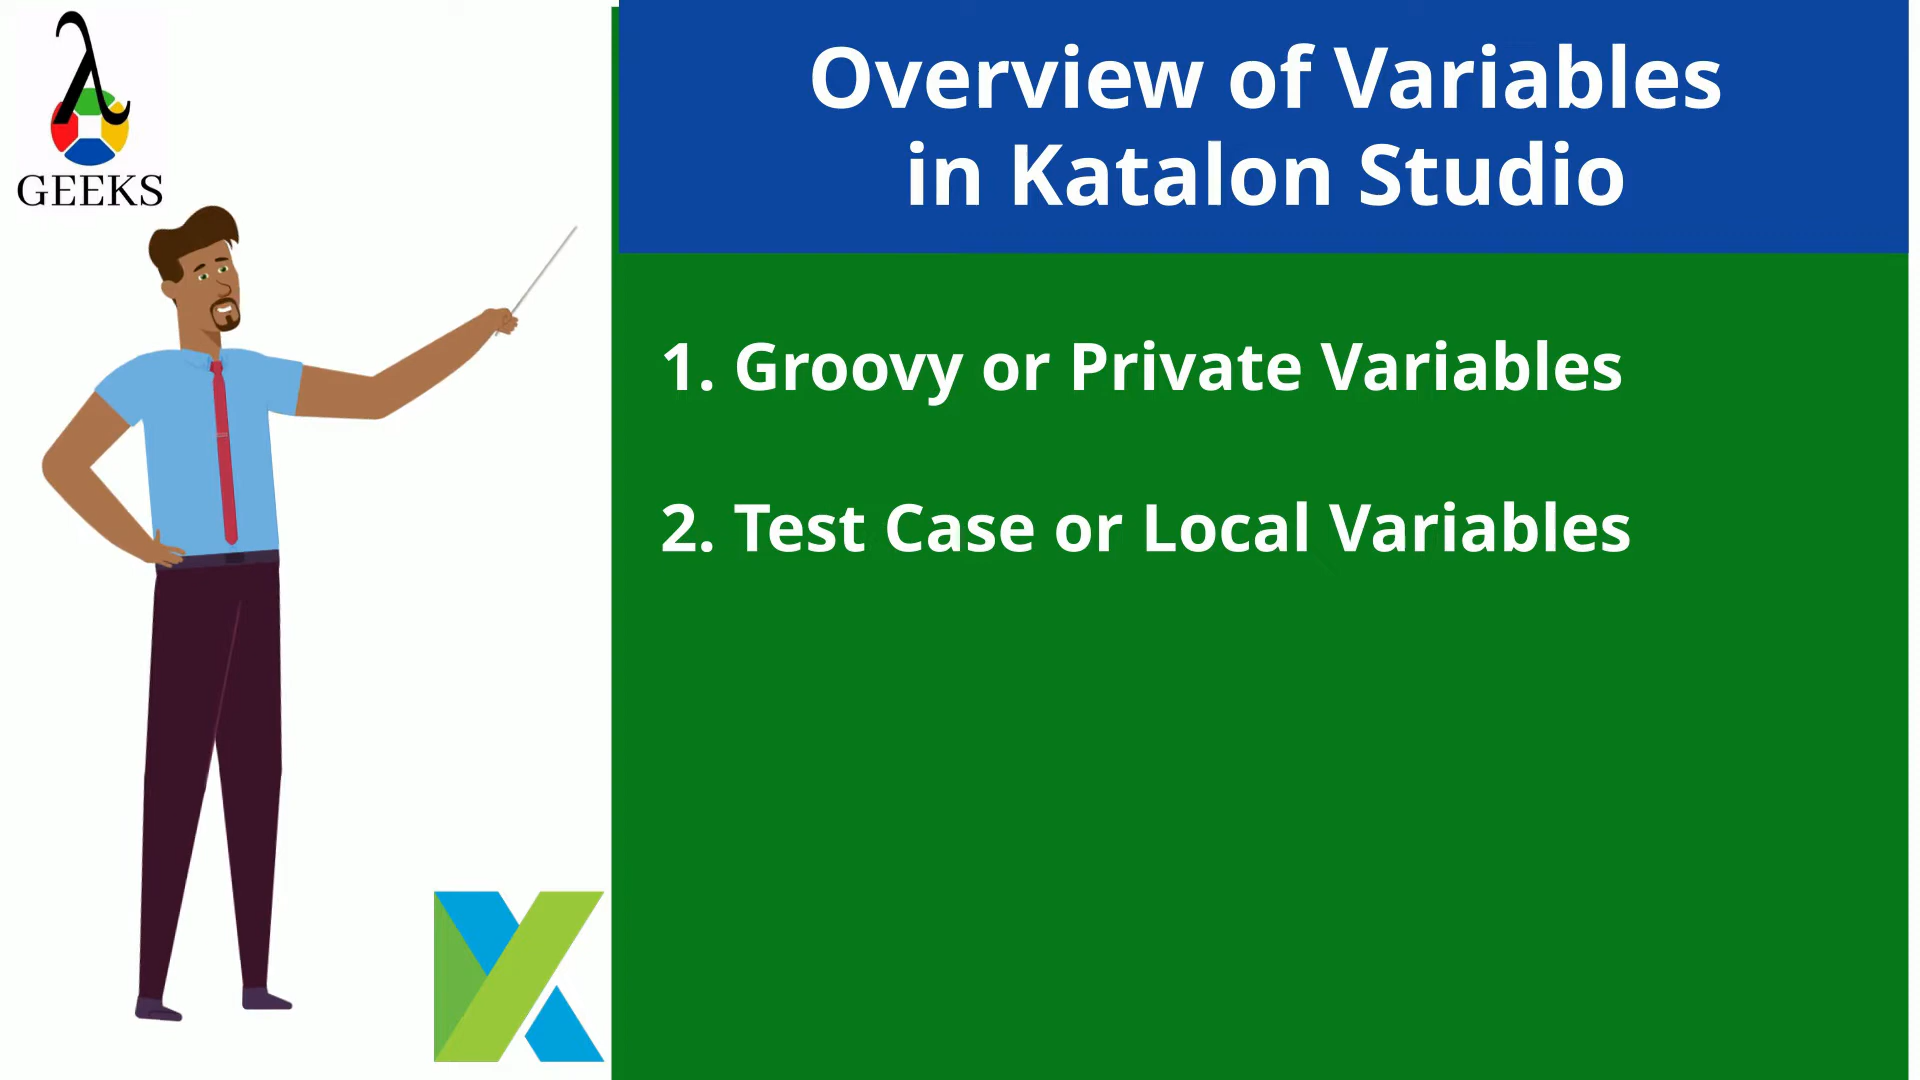 λ
GEEKS
Overview of Variables
in Katalon Studio
1. Groovy or Private Variables
2. Test Case or Local Variables